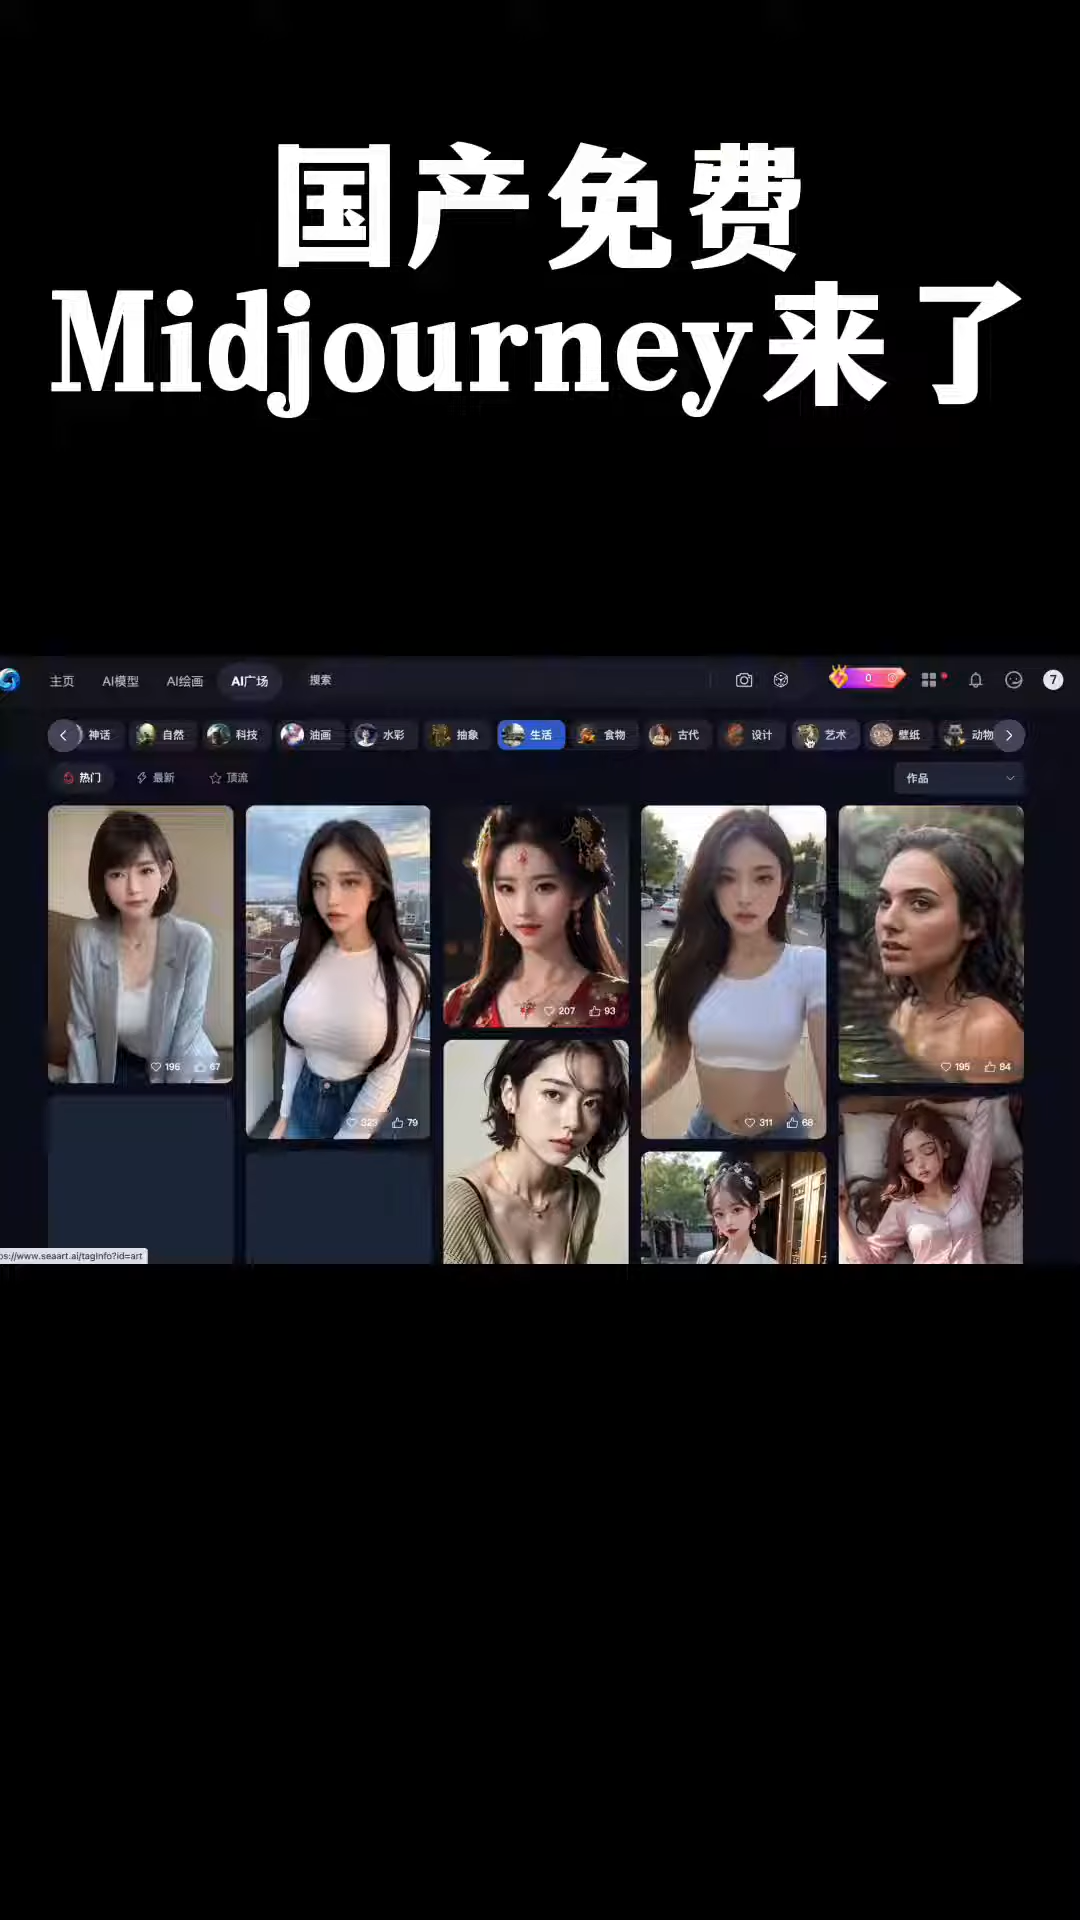 国产免费
Midjourney来了
主页 AI模型 AI绘画 AI广场 搜索 0 7
神话 自然 科技 油画 水彩 抽象 生活 食物 古代 设计 艺术 壁纸 动物
热门 最新 顶流 作品
207 93
196 67 195 84
323 79 311 68
ps://www.seaart.ai/tagInfo?id=art